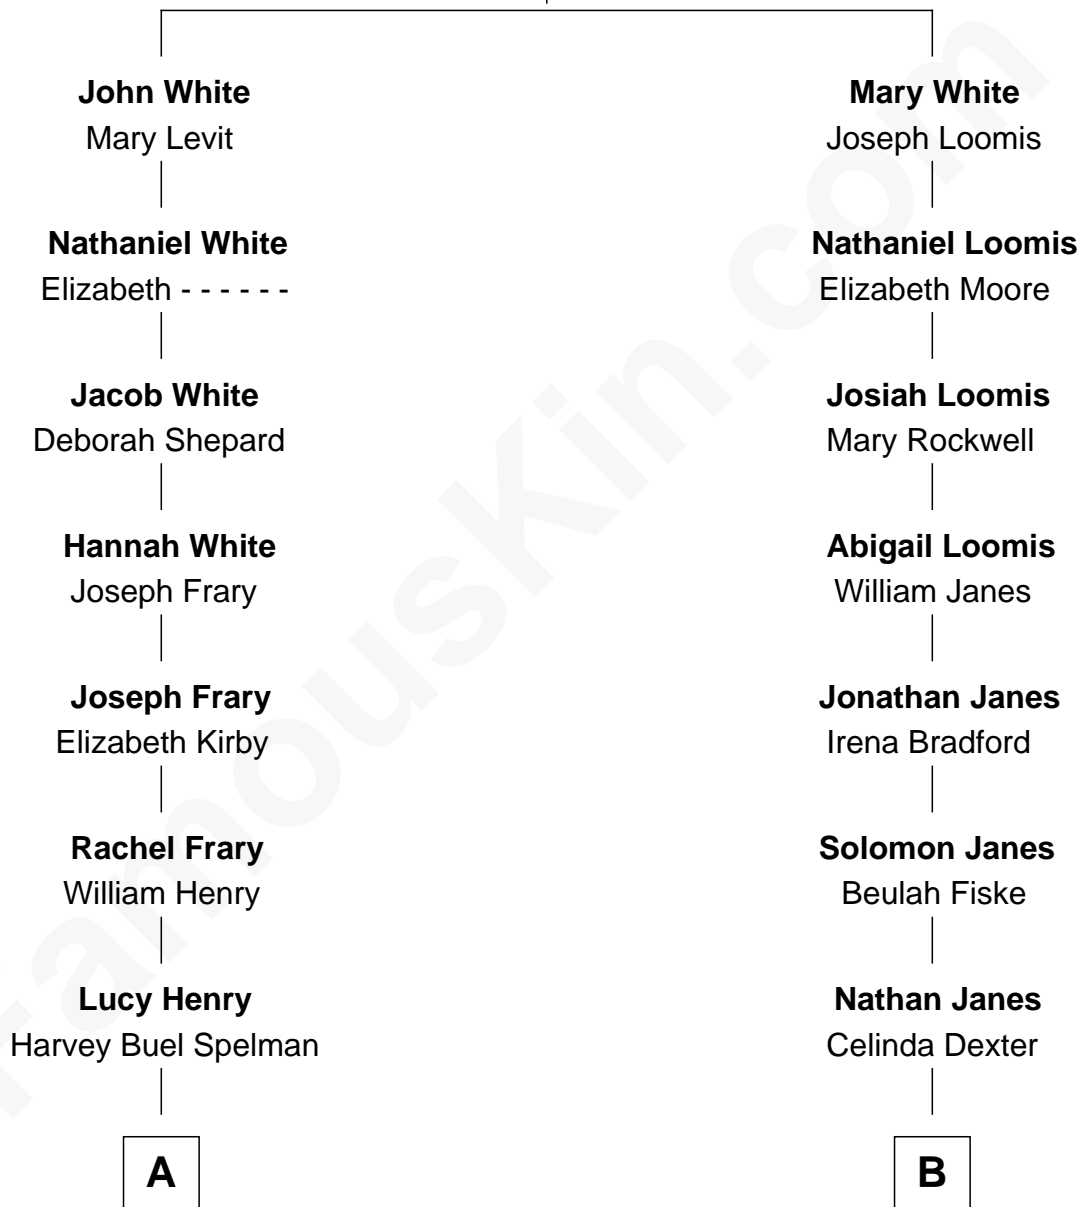 John White
Mary Levit
Mary White
Joseph Loomis
Nathaniel White
Elizabeth - - - - - -
Nathaniel Loomis
Elizabeth Moore
Jacob White
Deborah Shepard
Josiah Loomis
Mary Rockwell
Hannah White
Joseph Frary
Abigail Loomis
William Janes
Joseph Frary
Elizabeth Kirby
Jonathan Janes
Irena Bradford
Rachel Frary
William Henry
Solomon Janes
Beulah Fiske
Lucy Henry
Harvey Buel Spelman
Nathan Janes
Celinda Dexter
A
B
FamousKin.com